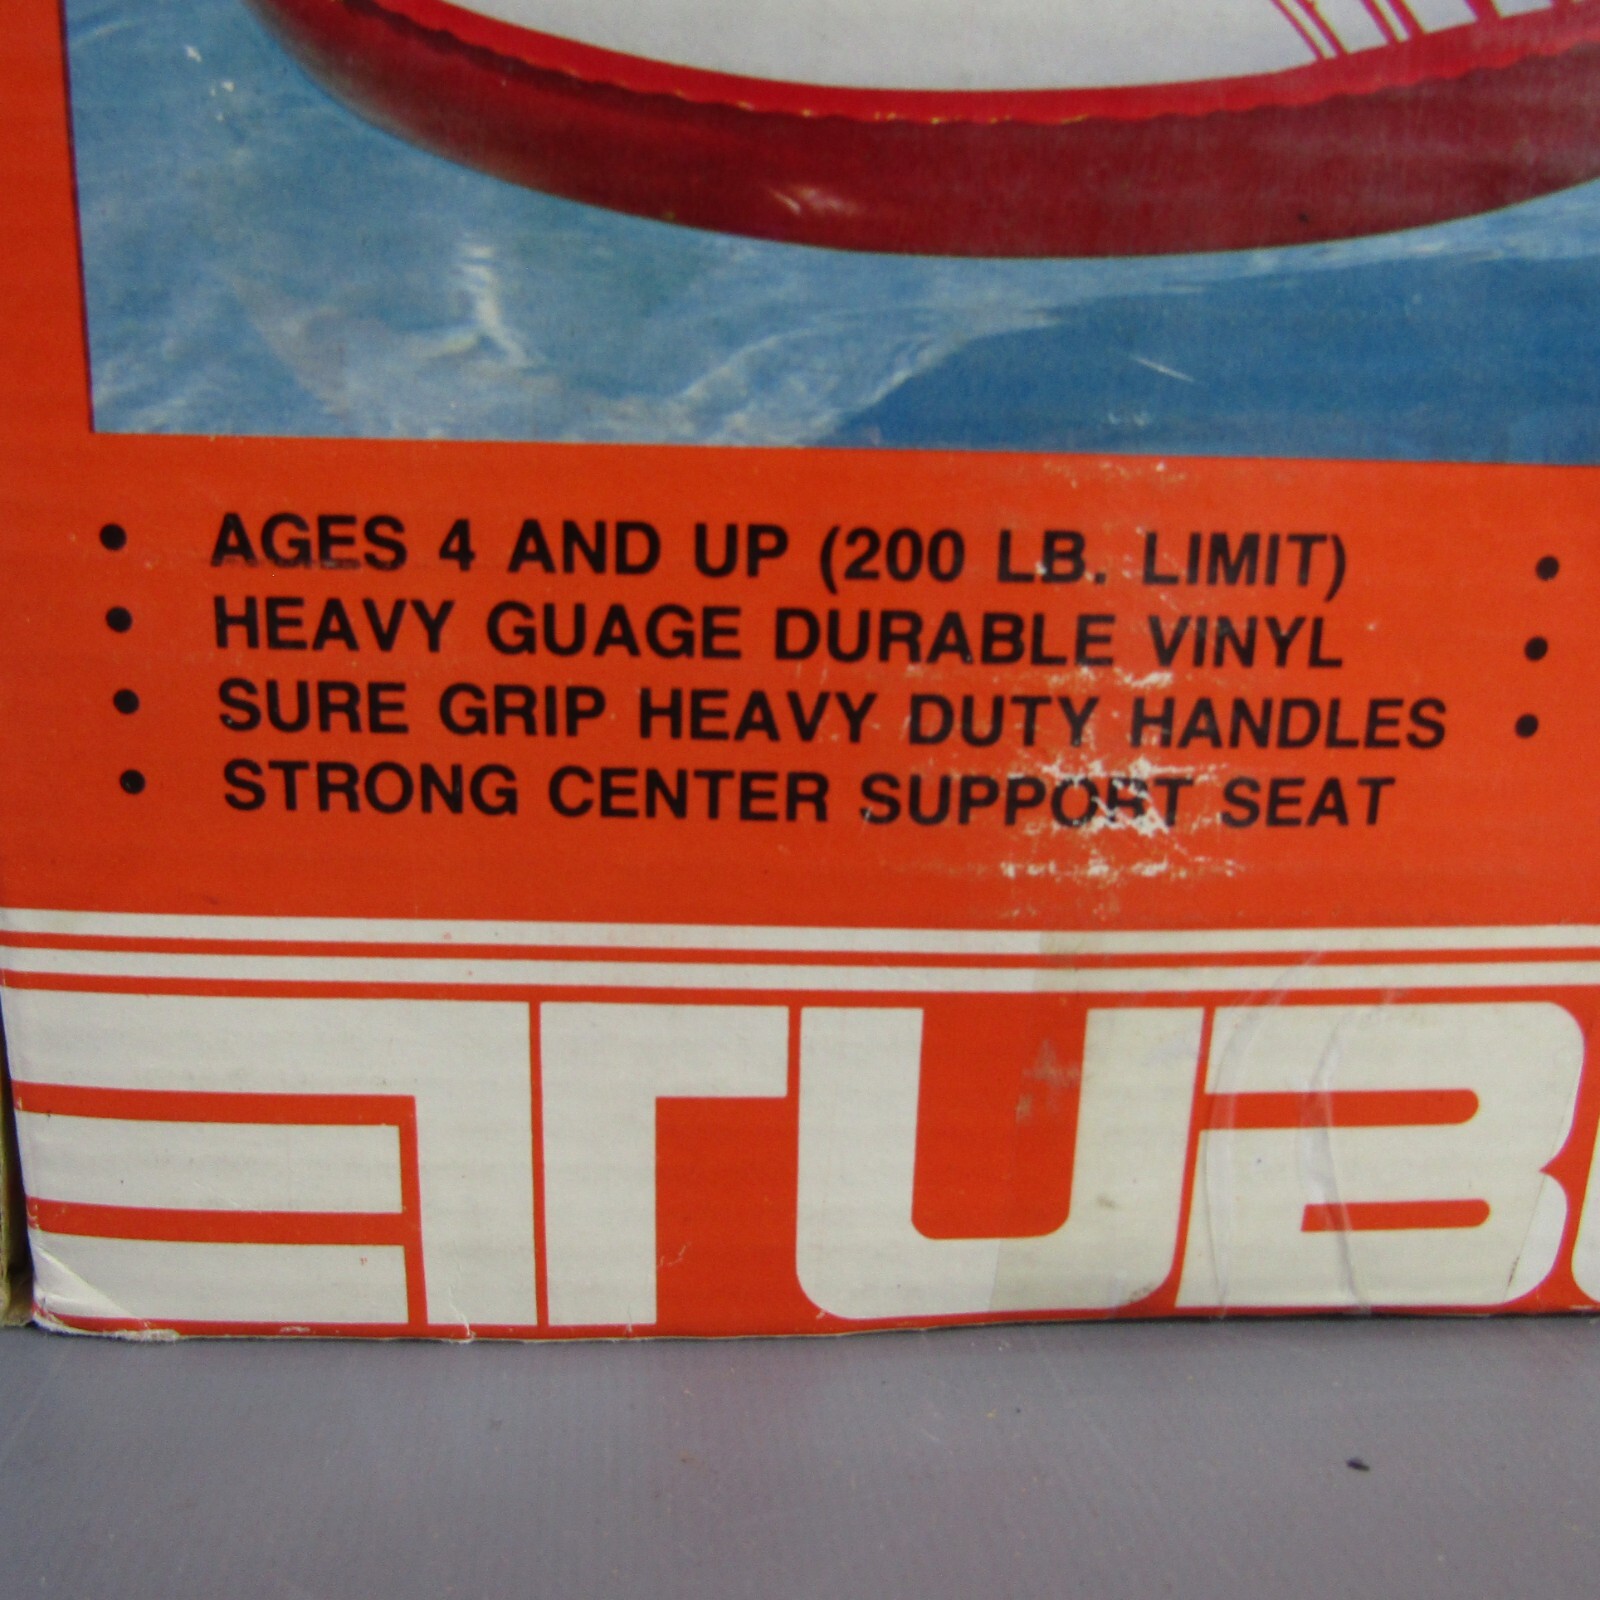 • AGES 4 AND UP (200 LB. LIMIT)
• HEAVY GUAGE DURABLE VINYL
• SURE GRIP HEAVY DUTY HANDLES
• STRONG CENTER SUPPORT SEAT
TUB